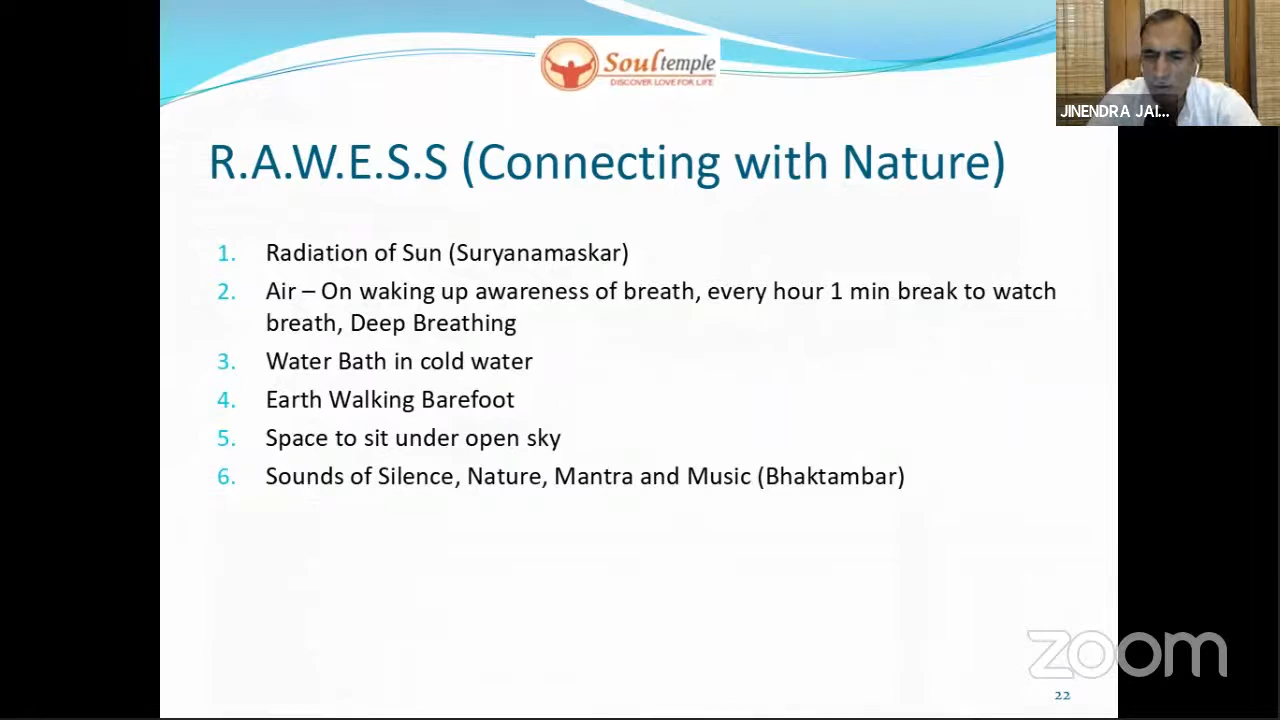 Soul temple
DISCOVER LOVE FOR LIFE
JINENDRA JAI...
R.A.W.E.S.S (Connecting with Nature)
1. Radiation of Sun (Suryanamaskar)
2. Air – On waking up awareness of breath, every hour 1 min break to watch
breath, Deep Breathing
3. Water Bath in cold water
4. Earth Walking Barefoot
5. Space to sit under open sky
6. Sounds of Silence, Nature, Mantra and Music (Bhaktambar)
zoom
22